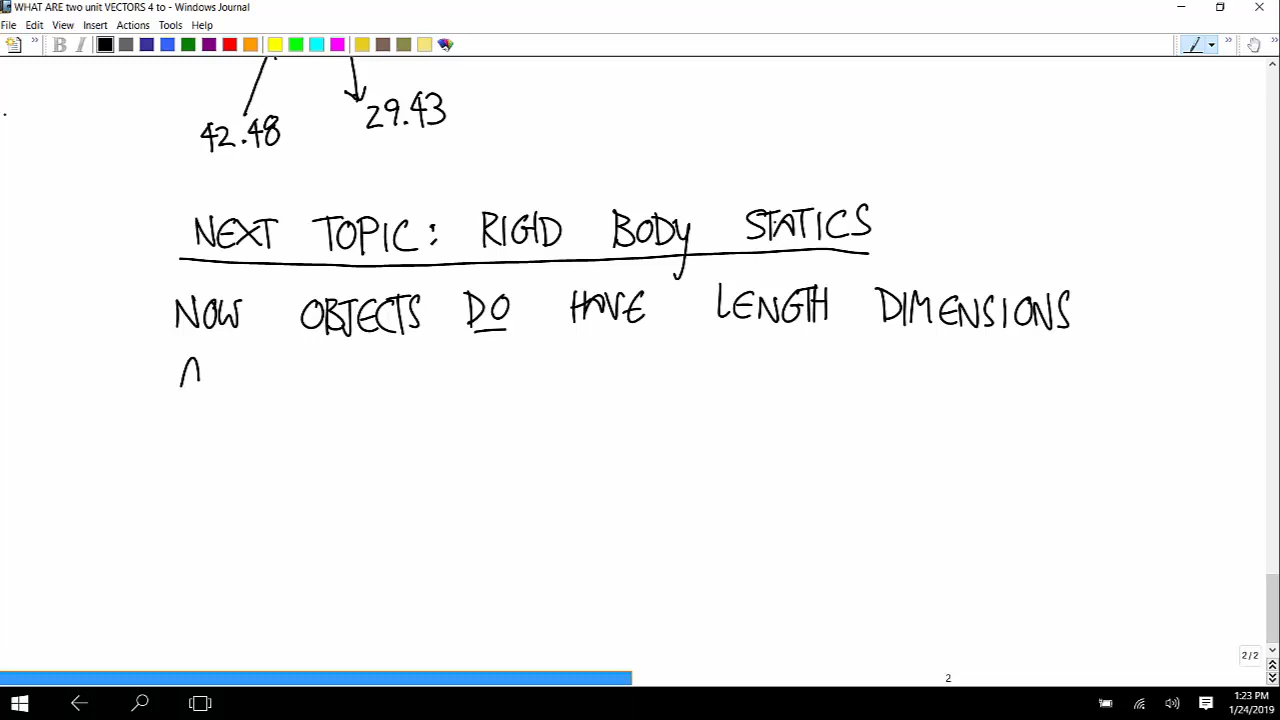 WHAT ARE two unit VECTORS 4 to - Windows Journal
File Edit View Insert Actions Tools Help
B I
42.48
29.43
NEXT TOPIC: RIGID BODY STATICS
NOW OBJECTS DO HAVE LENGTH DIMENSIONS
2/2
2
1:23 PM
1/24/2019